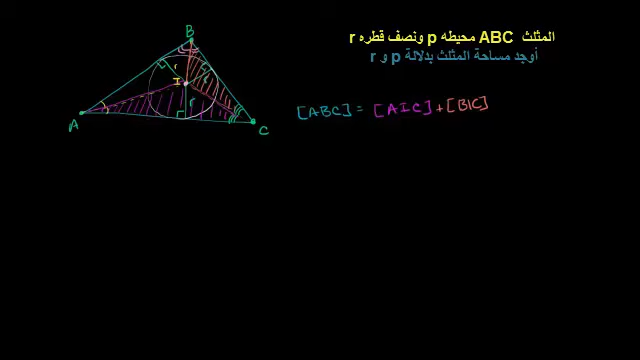 المثلث ABC محيطه p ونصف قطره r
أوجد مساحة المثلث بدلالة p و r
B
r
I
r
r
A
C
[ABC] = [AIC] + [BIC]